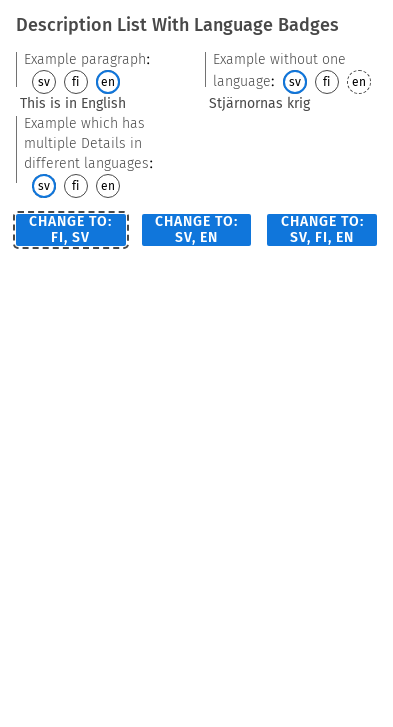 Description List With Language Badges
Example paragraph:
sv fi en
This is in English
Example without one
language: sv fi en
Stjärnornas krig
Example which has
multiple Details in
different languages:
sv fi en
CHANGE TO:
FI, SV
CHANGE TO:
SV, EN
CHANGE TO:
SV, FI, EN